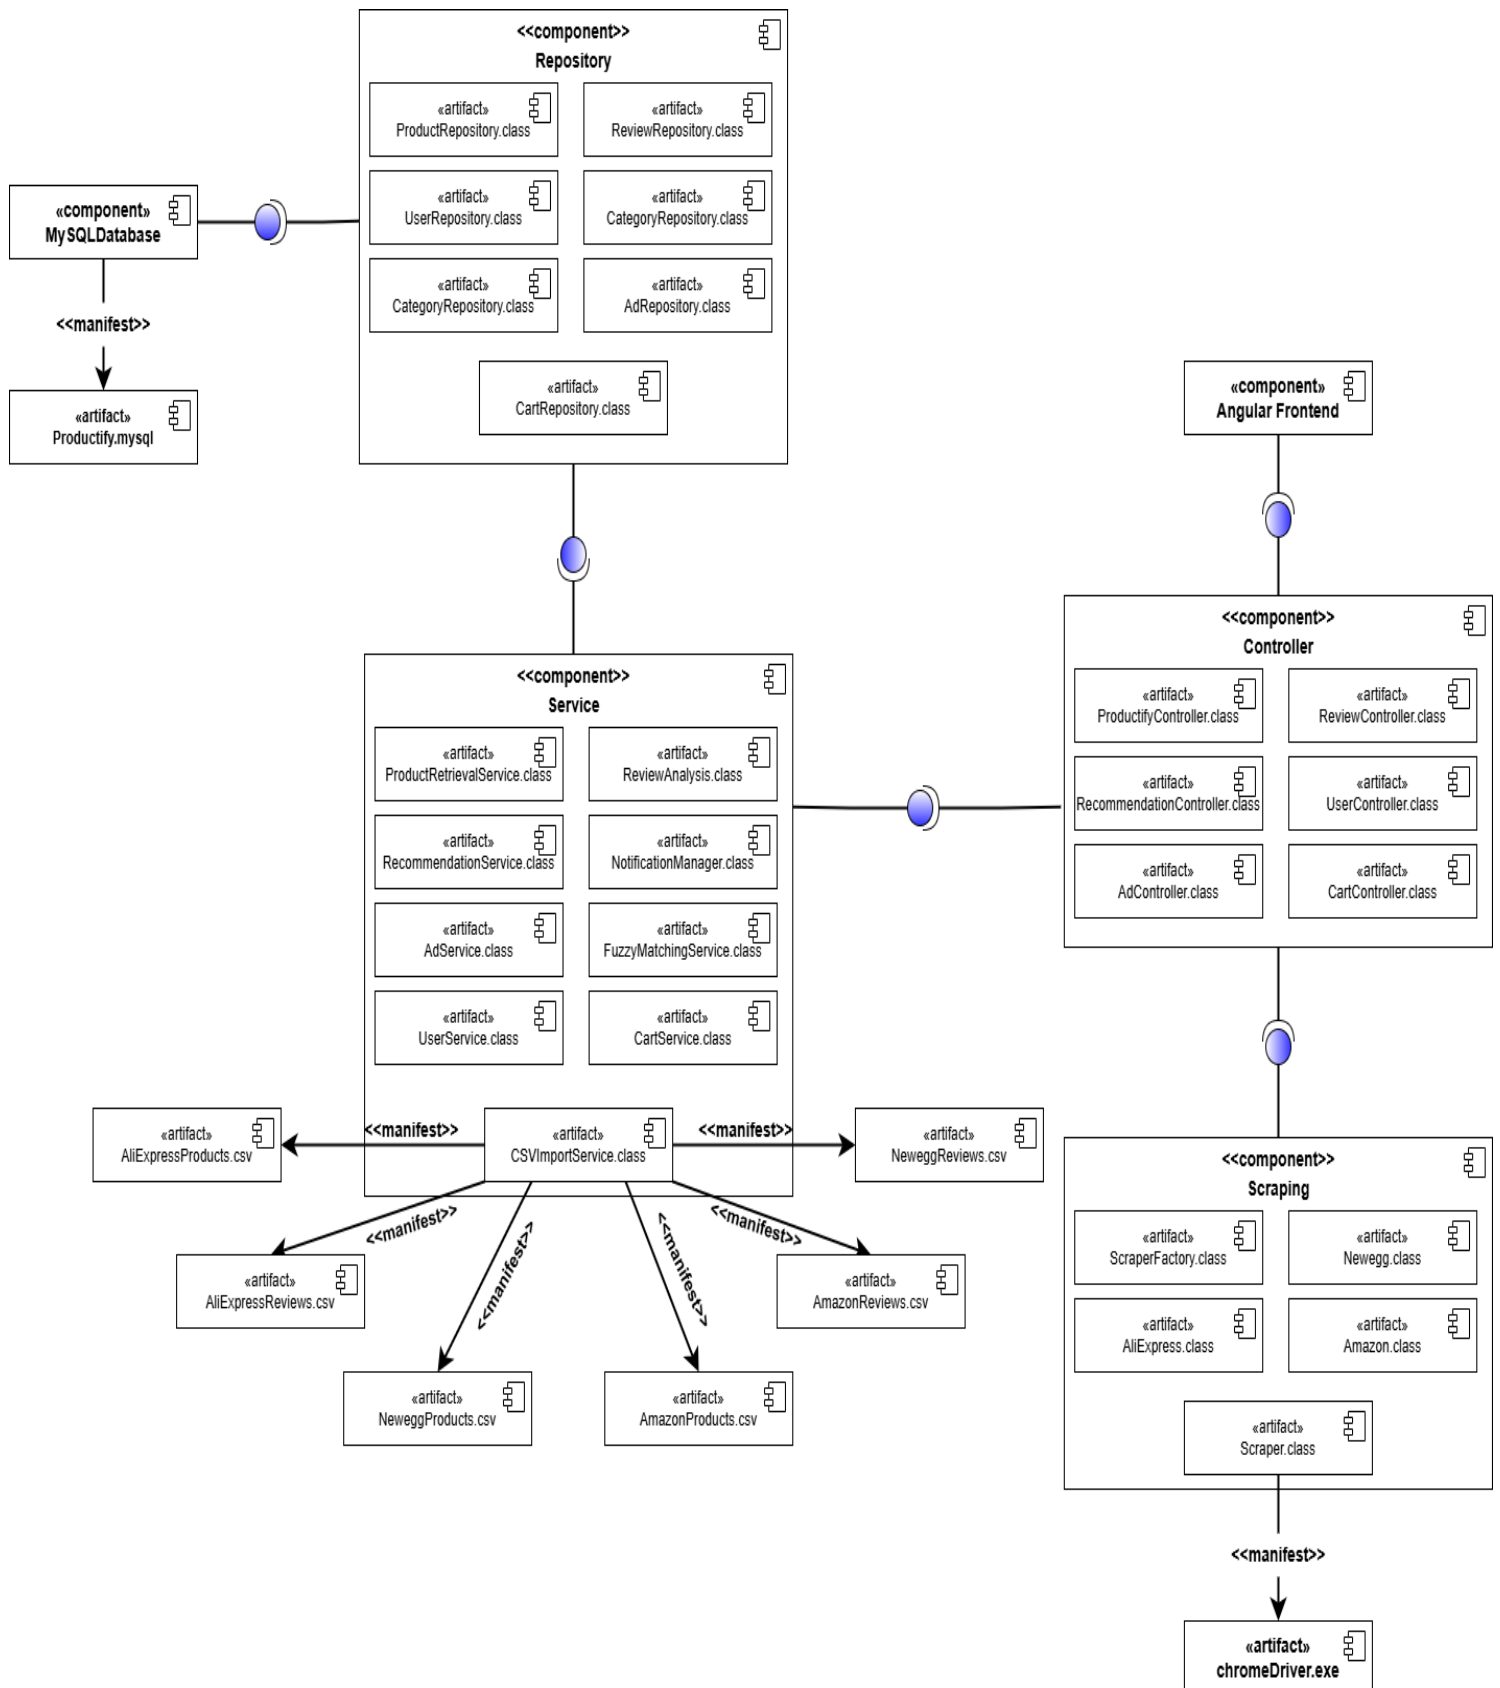 <<component>>
Repository
«artifact»
ProductRepository.class
«artifact»
ReviewRepository.class
«artifact»
UserRepository.class
«artifact»
CategoryRepository.class
«artifact»
CategoryRepository.class
«artifact»
AdRepository.class
«artifact»
CartRepository.class
«component»
MySQLDatabase
<<manifest>>
«artifact»
Productify.mysql
«component»
Angular Frontend
<<component>>
Controller
«artifact»
ProductifyController.class
«artifact»
ReviewController.class
«artifact»
RecommendationController.class
«artifact»
UserController.class
«artifact»
AdController.class
«artifact»
CartController.class
<<component>>
Service
«artifact»
ProductRetrievalService.class
«artifact»
ReviewAnalysis.class
«artifact»
RecommendationService.class
«artifact»
NotificationManager.class
«artifact»
AdService.class
«artifact»
FuzzyMatchingService.class
«artifact»
UserService.class
«artifact»
CartService.class
«artifact»
AliExpressProducts.csv
<<manifest>>
«artifact»
CSVImportService.class
<<manifest>>
«artifact»
NeweggReviews.csv
<<manifest>>
<<manifest>>
<<manifest>>
<<manifest>>
«artifact»
AliExpressReviews.csv
«artifact»
AmazonReviews.csv
«artifact»
NeweggProducts.csv
«artifact»
AmazonProducts.csv
<<component>>
Scraping
«artifact»
ScraperFactory.class
«artifact»
Newegg.class
«artifact»
AliExpress.class
«artifact»
Amazon.class
«artifact»
Scraper.class
<<manifest>>
«artifact»
chromeDriver.exe